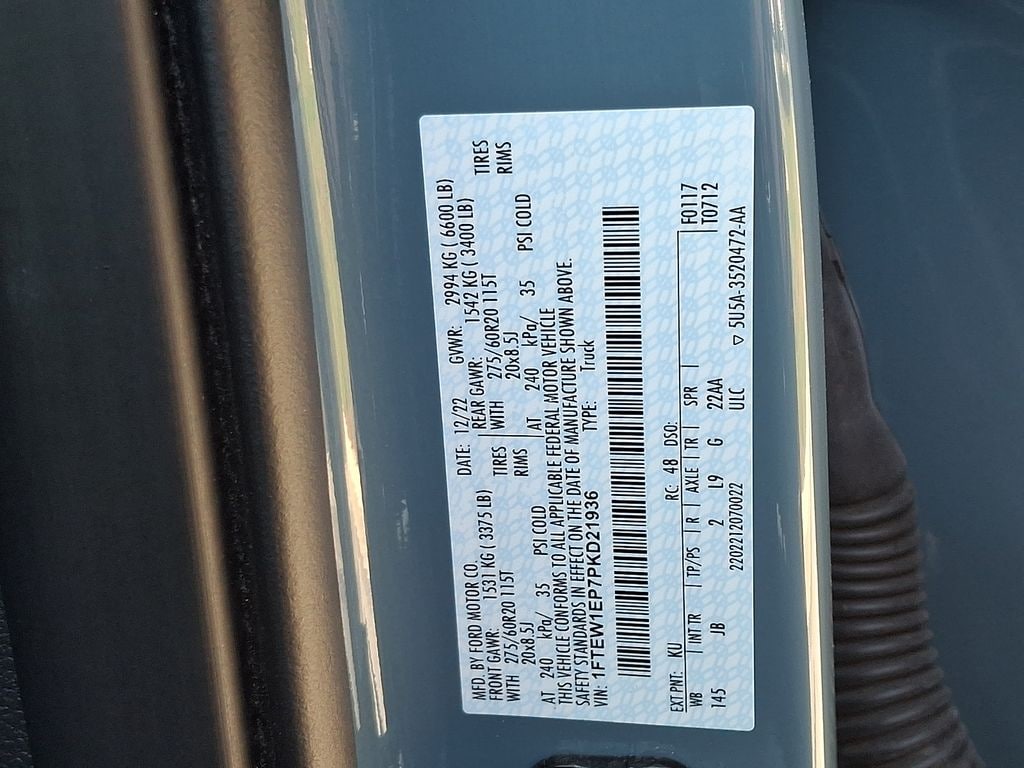 MFD. BY FORD MOTOR CO. DATE: 12/22 GVWR: 2994 KG ( 6600 LB)
FRONT GAWR: 1531 KG ( 3375 LB) REAR GAWR: 1542 KG ( 3400 LB)
WITH 275/60R20 115T TIRES WITH 275/60R20 115T TIRES
20x8.5J RIMS 20x8.5J RIMS
AT 240 kPa/ 35 PSI COLD AT 240 kPa/ 35 PSI COLD
THIS VEHICLE CONFORMS TO ALL APPLICABLE FEDERAL MOTOR VEHICLE
SAFETY STANDARDS IN EFFECT ON THE DATE OF MANUFACTURE SHOWN ABOVE.
VIN: 1FTEW1EP7PKD21936 TYPE: Truck
EXT PNT: KU RC: 48 DSO: F0117
WB INT TR TP/PS R AXLE TR SPR T0712
145 JB 2 L9 G 22AA
2202212070022 ULC ▽ 5U5A-3520472-AA